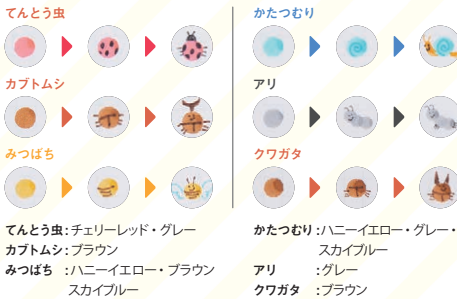 てんとう虫
カブトムシ
みつばち
てんとう虫：チェリーレッド・グレー
カブトムシ：ブラウン
みつばち：ハニーイエロー・ブラウン
スカイブルー
かたつむり
アリ
クワガタ
かたつむり：ハニーイエロー・グレー・
スカイブルー
アリ：グレー
クワガタ：ブラウン